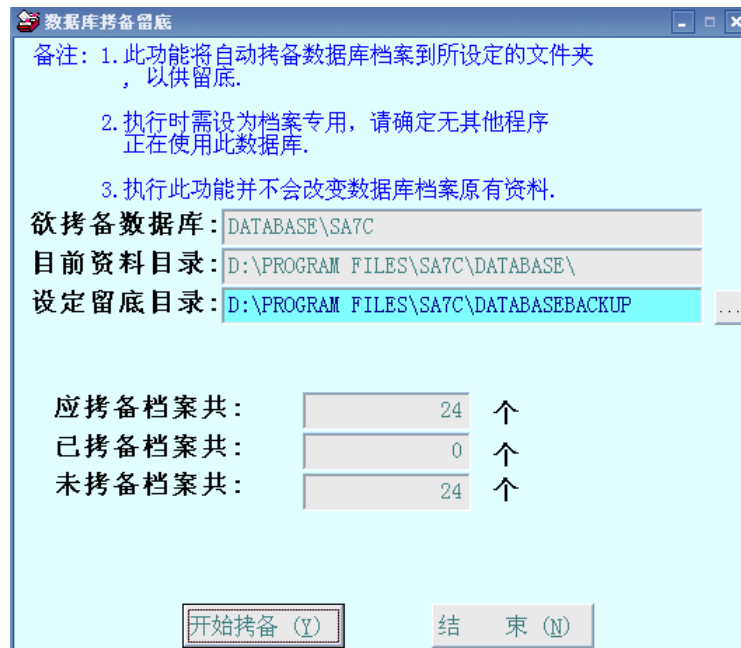 数据库拷备留底
备注: 1.此功能将自动拷备数据库档案到所设定的文件夹
, 以供留底.
2.执行时需设为档案专用, 请确定无其他程序
正在使用此数据库.
3.执行此功能并不会改变数据库档案原有资料.
欲拷备数据库: DATABASE\SA7C
目前资料目录: D:\PROGRAM FILES\SA7C\DATABASE\
设定留底目录: D:\PROGRAM FILES\SA7C\DATABASEBACKUP ...
应拷备档案共: 24 个
已拷备档案共: 0 个
未拷备档案共: 24 个
开始拷备 (Y) 结 束 (N)